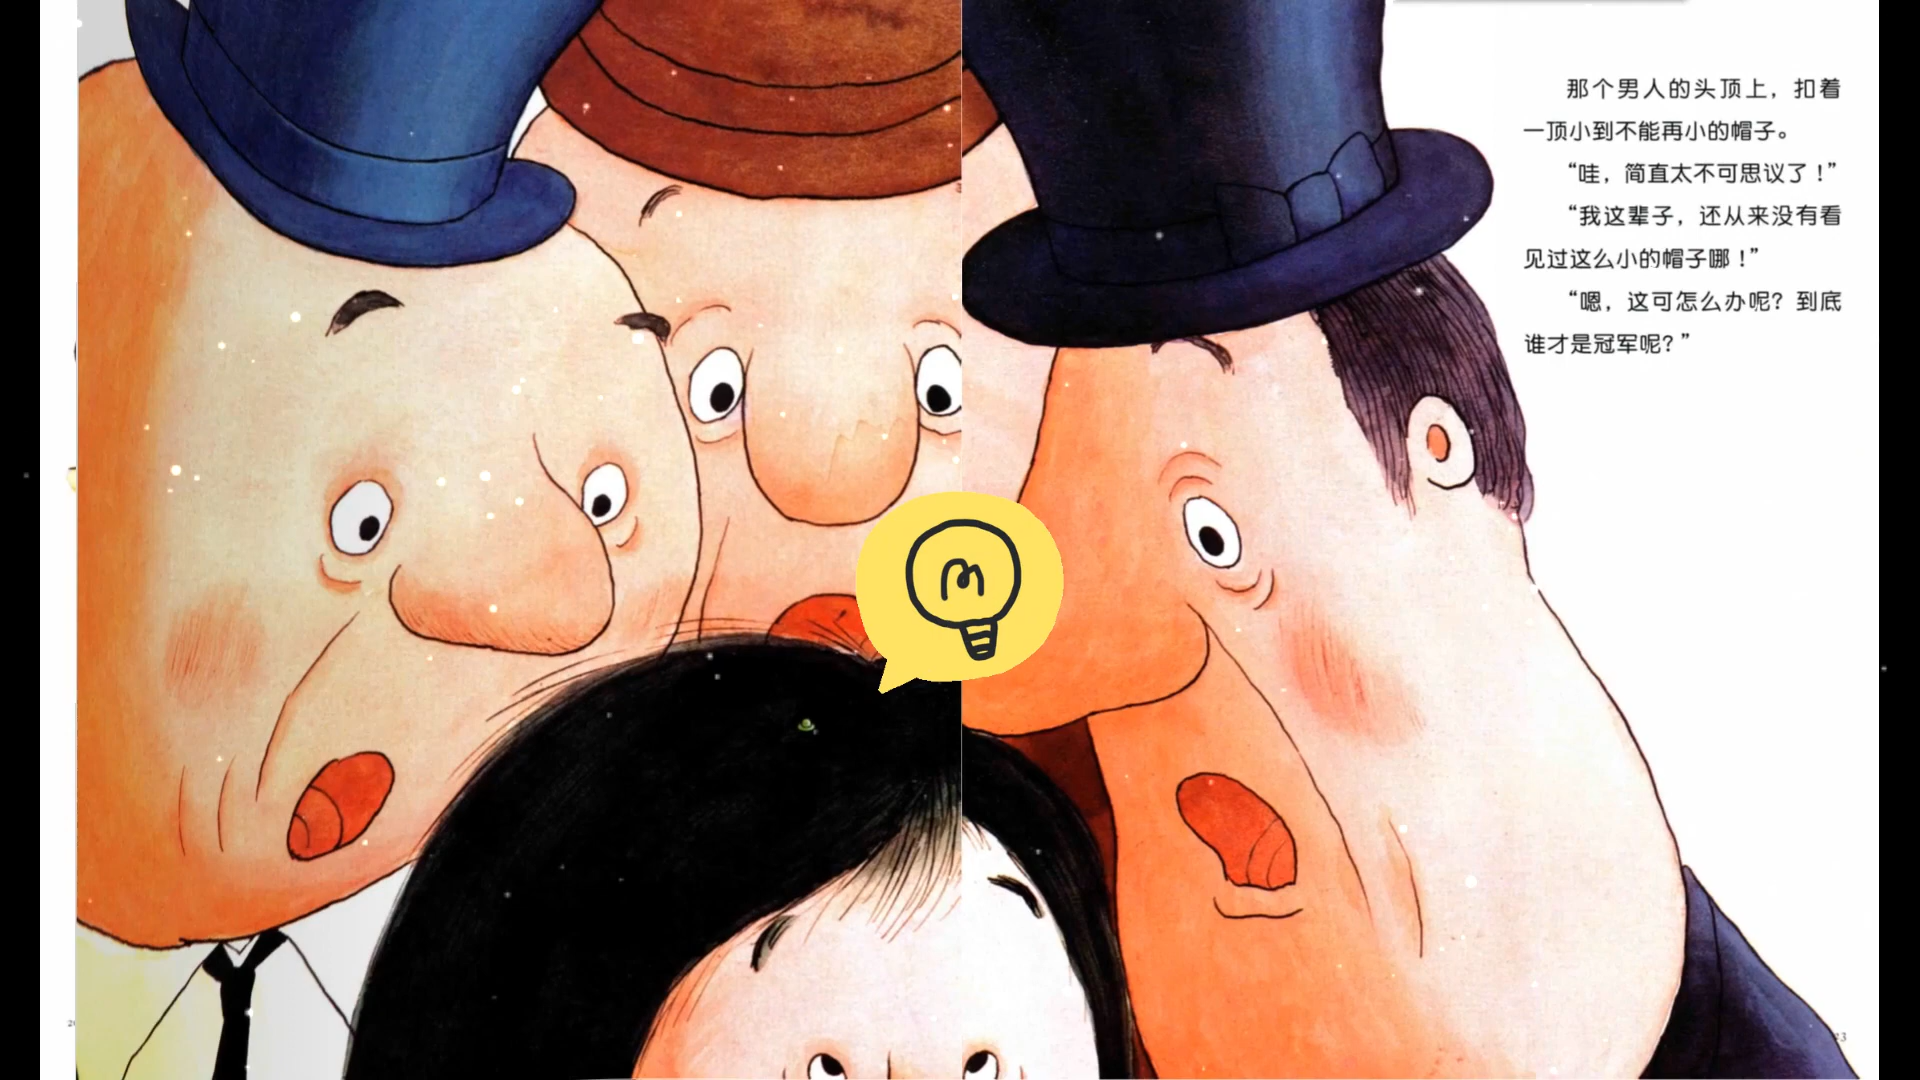 那个男人的头顶上，扣着
一顶小到不能再小的帽子。
“哇，简直太不可思议了！”
“我这辈子，还从来没有看
见过这么小的帽子哪！”
“嗯，这可怎么办呢？到底
谁才是冠军呢？”
23